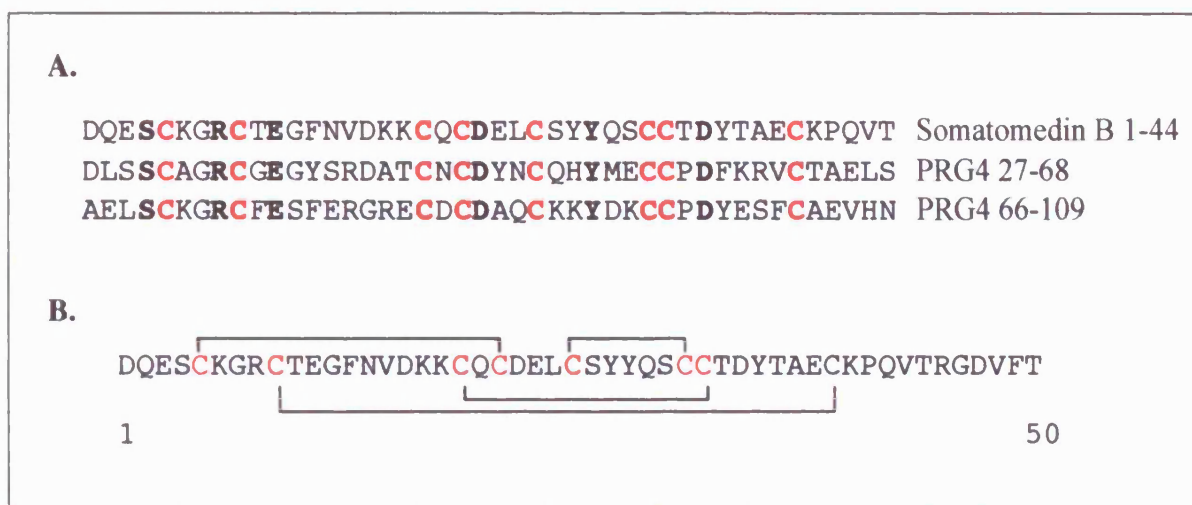 A.
DQESCKGRCTEGFNVDKKCQCDELCSYYQSCCTDYTAECKPQVT Somatomedin B 1-44
DLSSCAGRCGEGYSRDATCNCDYNCQHYMECCPDFKRVCTAELS PRG4 27-68
AELSCKGRCFESFERGRECDCDAQCKKYDKCCPDYESFCAEVHN PRG4 66-109
B.
DQESCKGRCTEGFNVDKKCQCDELCSYYQSCCTDYTAECKPQVTRGDVFT
1 50